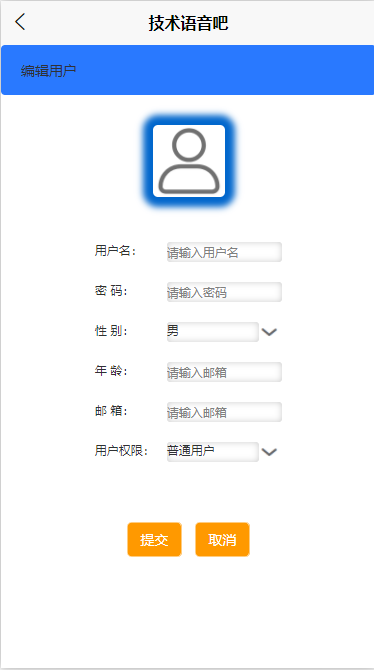 技术语音吧
编辑用户
用户名： 请输入用户名
密 码： 请输入密码
性 别： 男
年 龄： 请输入邮箱
邮 箱： 请输入邮箱
用户权限： 普通用户
提交 取消